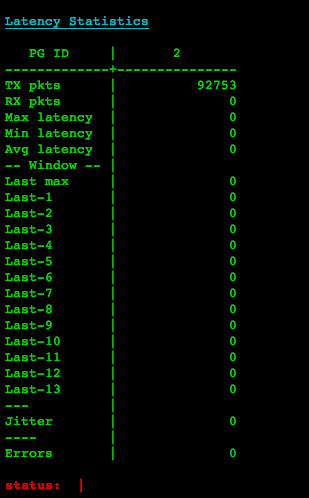 Latency Statistics
PG ID | 2
-------------+---------------
TX pkts | 92753
RX pkts | 0
Max latency | 0
Min latency | 0
Avg latency | 0
-- Window -- |
Last max | 0
Last-1 | 0
Last-2 | 0
Last-3 | 0
Last-4 | 0
Last-5 | 0
Last-6 | 0
Last-7 | 0
Last-8 | 0
Last-9 | 0
Last-10 | 0
Last-11 | 0
Last-12 | 0
Last-13 | 0
--- |
Jitter | 0
---- |
Errors | 0
status: |